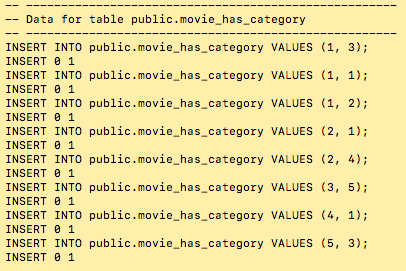 -- -------------------------------------------------
-- Data for table public.movie_has_category
-- -------------------------------------------------
INSERT INTO public.movie_has_category VALUES (1, 3);
INSERT 0 1
INSERT INTO public.movie_has_category VALUES (1, 1);
INSERT 0 1
INSERT INTO public.movie_has_category VALUES (1, 2);
INSERT 0 1
INSERT INTO public.movie_has_category VALUES (2, 1);
INSERT 0 1
INSERT INTO public.movie_has_category VALUES (2, 4);
INSERT 0 1
INSERT INTO public.movie_has_category VALUES (3, 5);
INSERT 0 1
INSERT INTO public.movie_has_category VALUES (4, 1);
INSERT 0 1
INSERT INTO public.movie_has_category VALUES (5, 3);
INSERT 0 1